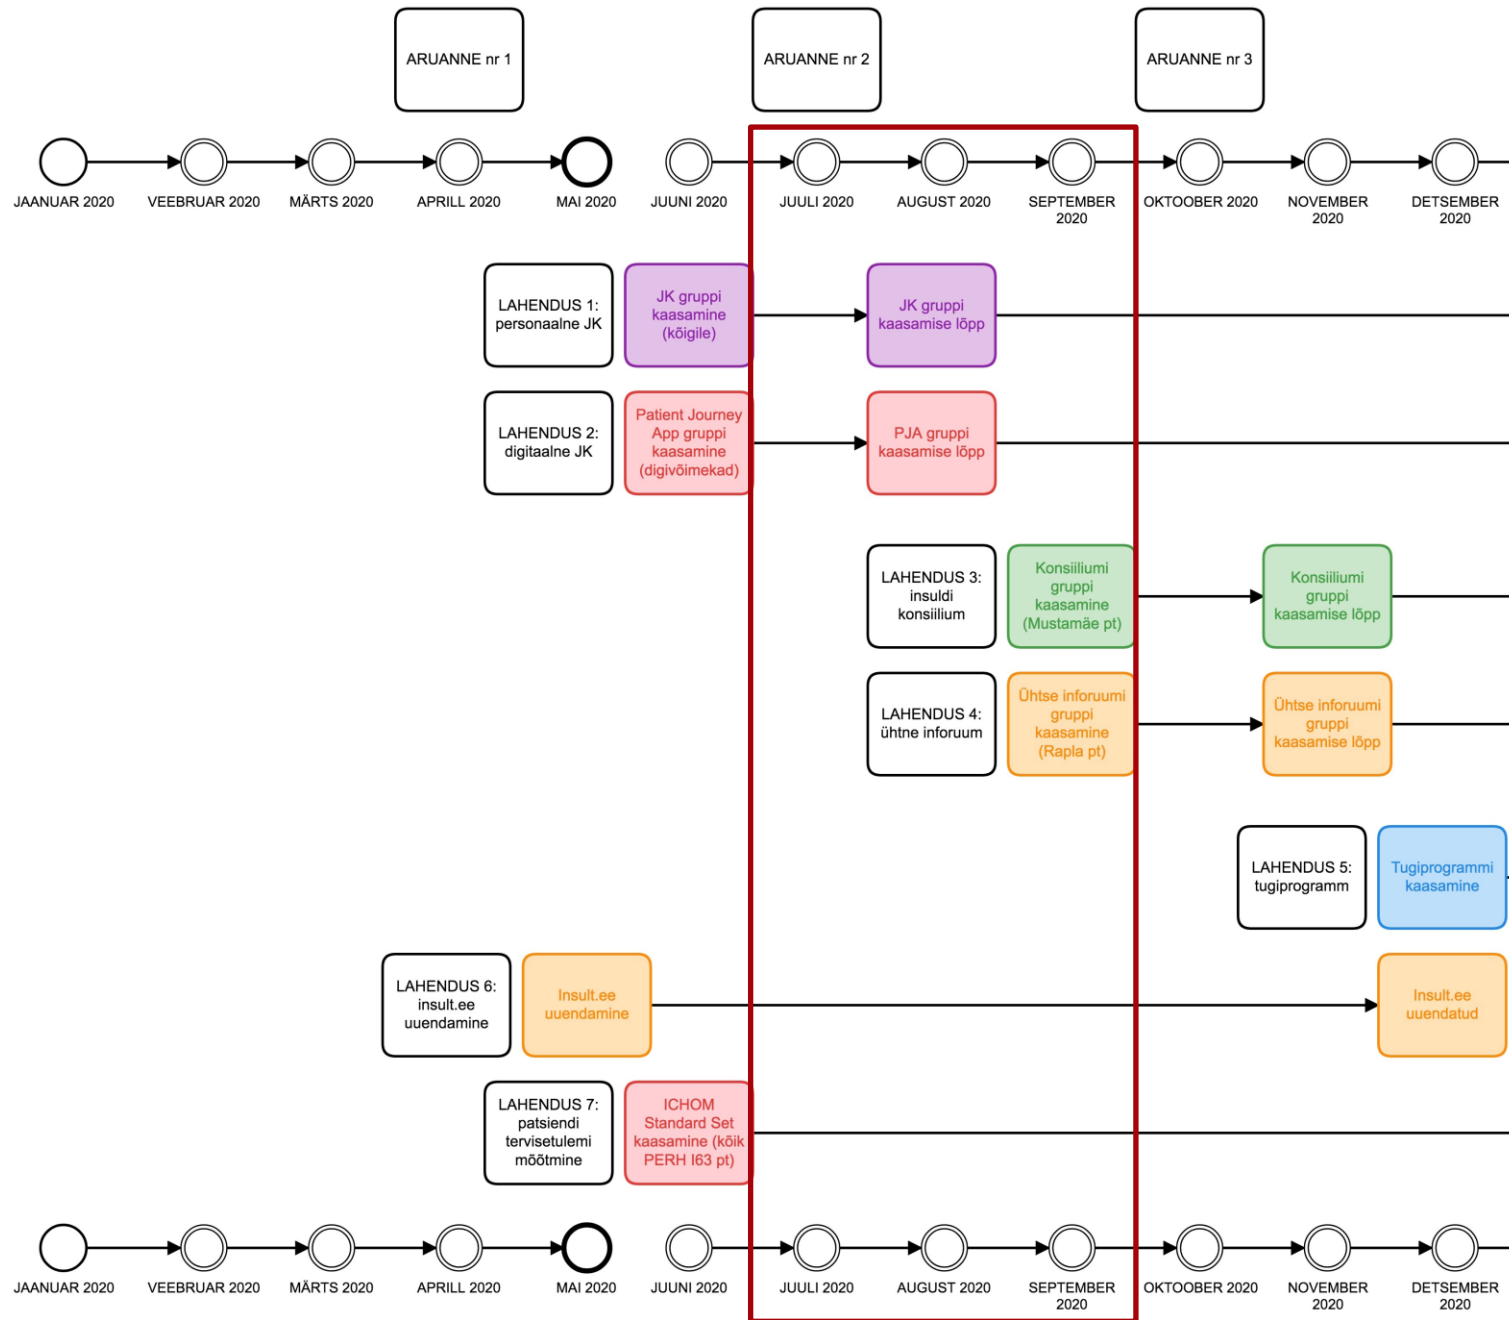 ARUANNE nr 1
ARUANNE nr 2
ARUANNE nr 3
JAANUAR 2020
VEEBRUAR 2020
MÄRTS 2020
APRILL 2020
MAI 2020
JUUNI 2020
JUULI 2020
AUGUST 2020
SEPTEMBER
2020
OKTOOBER 2020
NOVEMBER
2020
DETSEMBER
2020
LAHENDUS 1:
personaalne JK
JK gruppi
kaasamine
(kõigile)
JK gruppi
kaasamise lõpp
LAHENDUS 2:
digitaalne JK
Patient Journey
App gruppi
kaasamine
(digivõimekad)
PJA gruppi
kaasamise lõpp
LAHENDUS 3:
insuldi
konsiilium
Konsiiliumi
gruppi
kaasamine
(Mustamäe pt)
Konsiiliumi
gruppi
kaasamise lõpp
LAHENDUS 4:
ühtne inforuum
Ühtse inforuumi
gruppi
kaasamine
(Rapla pt)
Ühtse inforuumi
gruppi
kaasamise lõpp
LAHENDUS 5:
tugiprogramm
Tugiprogrammi
kaasamine
LAHENDUS 6:
insult.ee
uuendamine
Insult.ee
uuendamine
Insult.ee
uuendatud
LAHENDUS 7:
patsiendi
tervisetulemi
mõõtmine
ICHOM
Standard Set
kaasamine (kõik
PERH I63 pt)
JAANUAR 2020
VEEBRUAR 2020
MÄRTS 2020
APRILL 2020
MAI 2020
JUUNI 2020
JUULI 2020
AUGUST 2020
SEPTEMBER
2020
OKTOOBER 2020
NOVEMBER
2020
DETSEMBER
2020